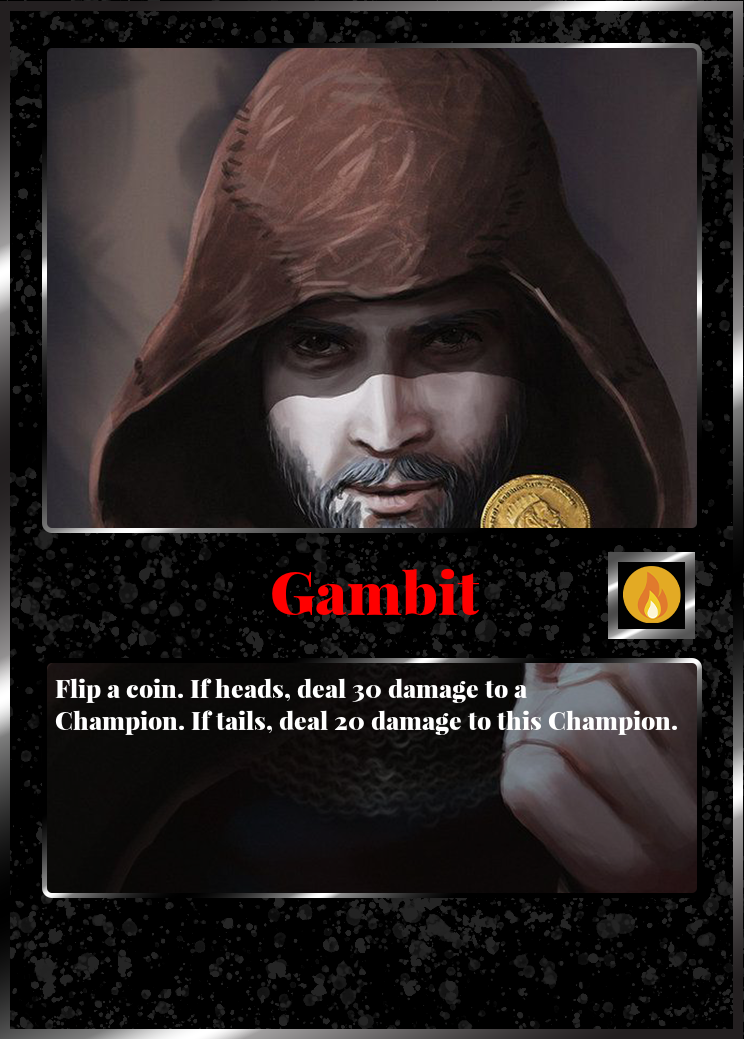 Gambit
Flip a coin. If heads, deal 30 damage to a
Champion. If tails, deal 20 damage to this Champion.